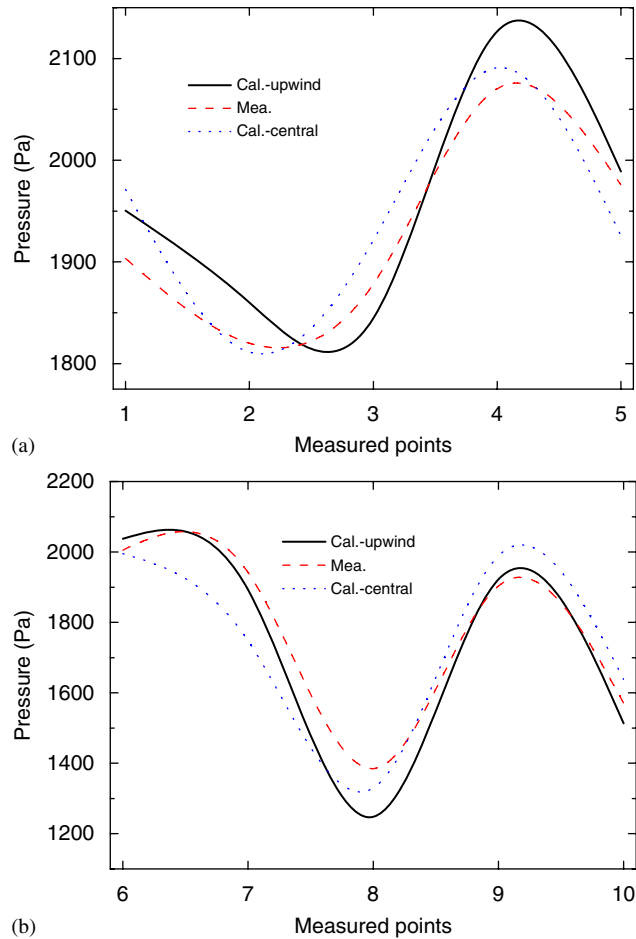 2100
2000
1900
1800
Pressure (Pa)
Cal.-upwind
Mea.
Cal.-central
1 2 3 4 5
(a) Measured points
2200
2000
1800
1600
1400
1200
Pressure (Pa)
Cal.-upwind
Mea.
Cal.-central
6 7 8 9 10
(b) Measured points